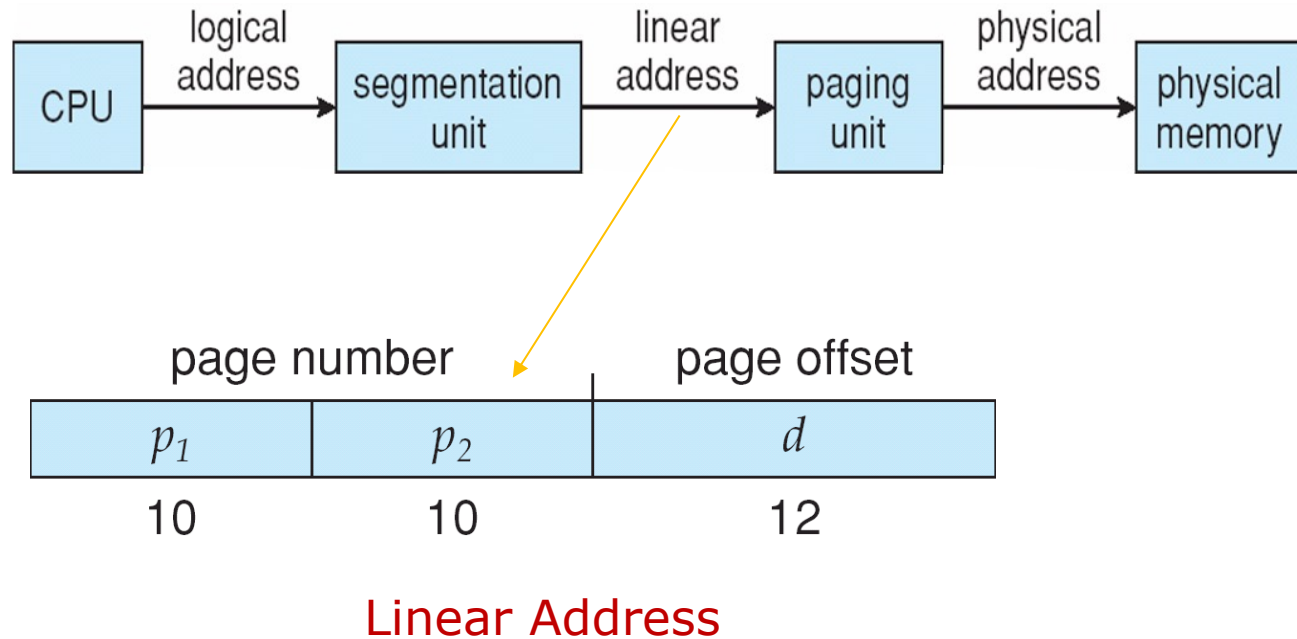 logical
address
linear
address
physical
address
CPU
segmentation
unit
paging
unit
physical
memory
page number
page offset
p₁
p₂
d
10
10
12
Linear Address